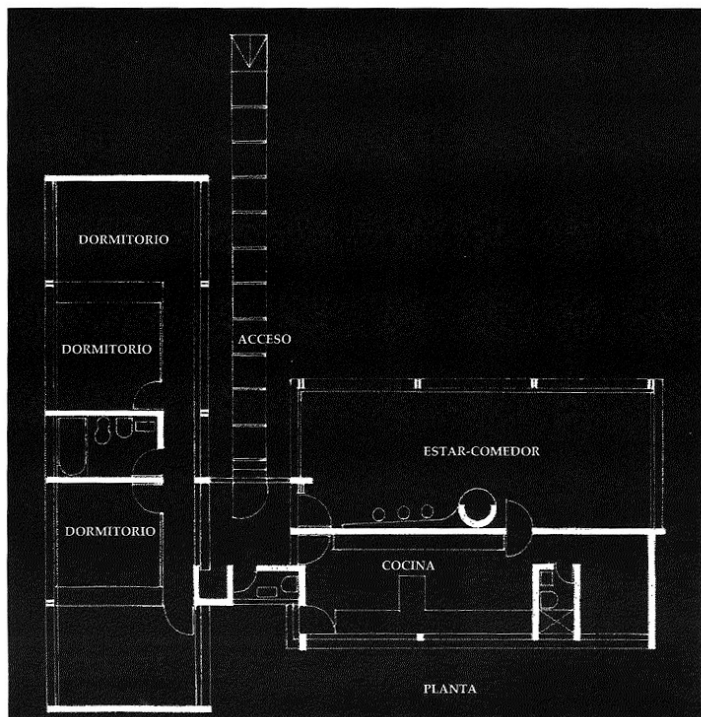 DORMITORIO
DORMITORIO
ACCESO
ESTAR-COMEDOR
DORMITORIO
COCINA
PLANTA